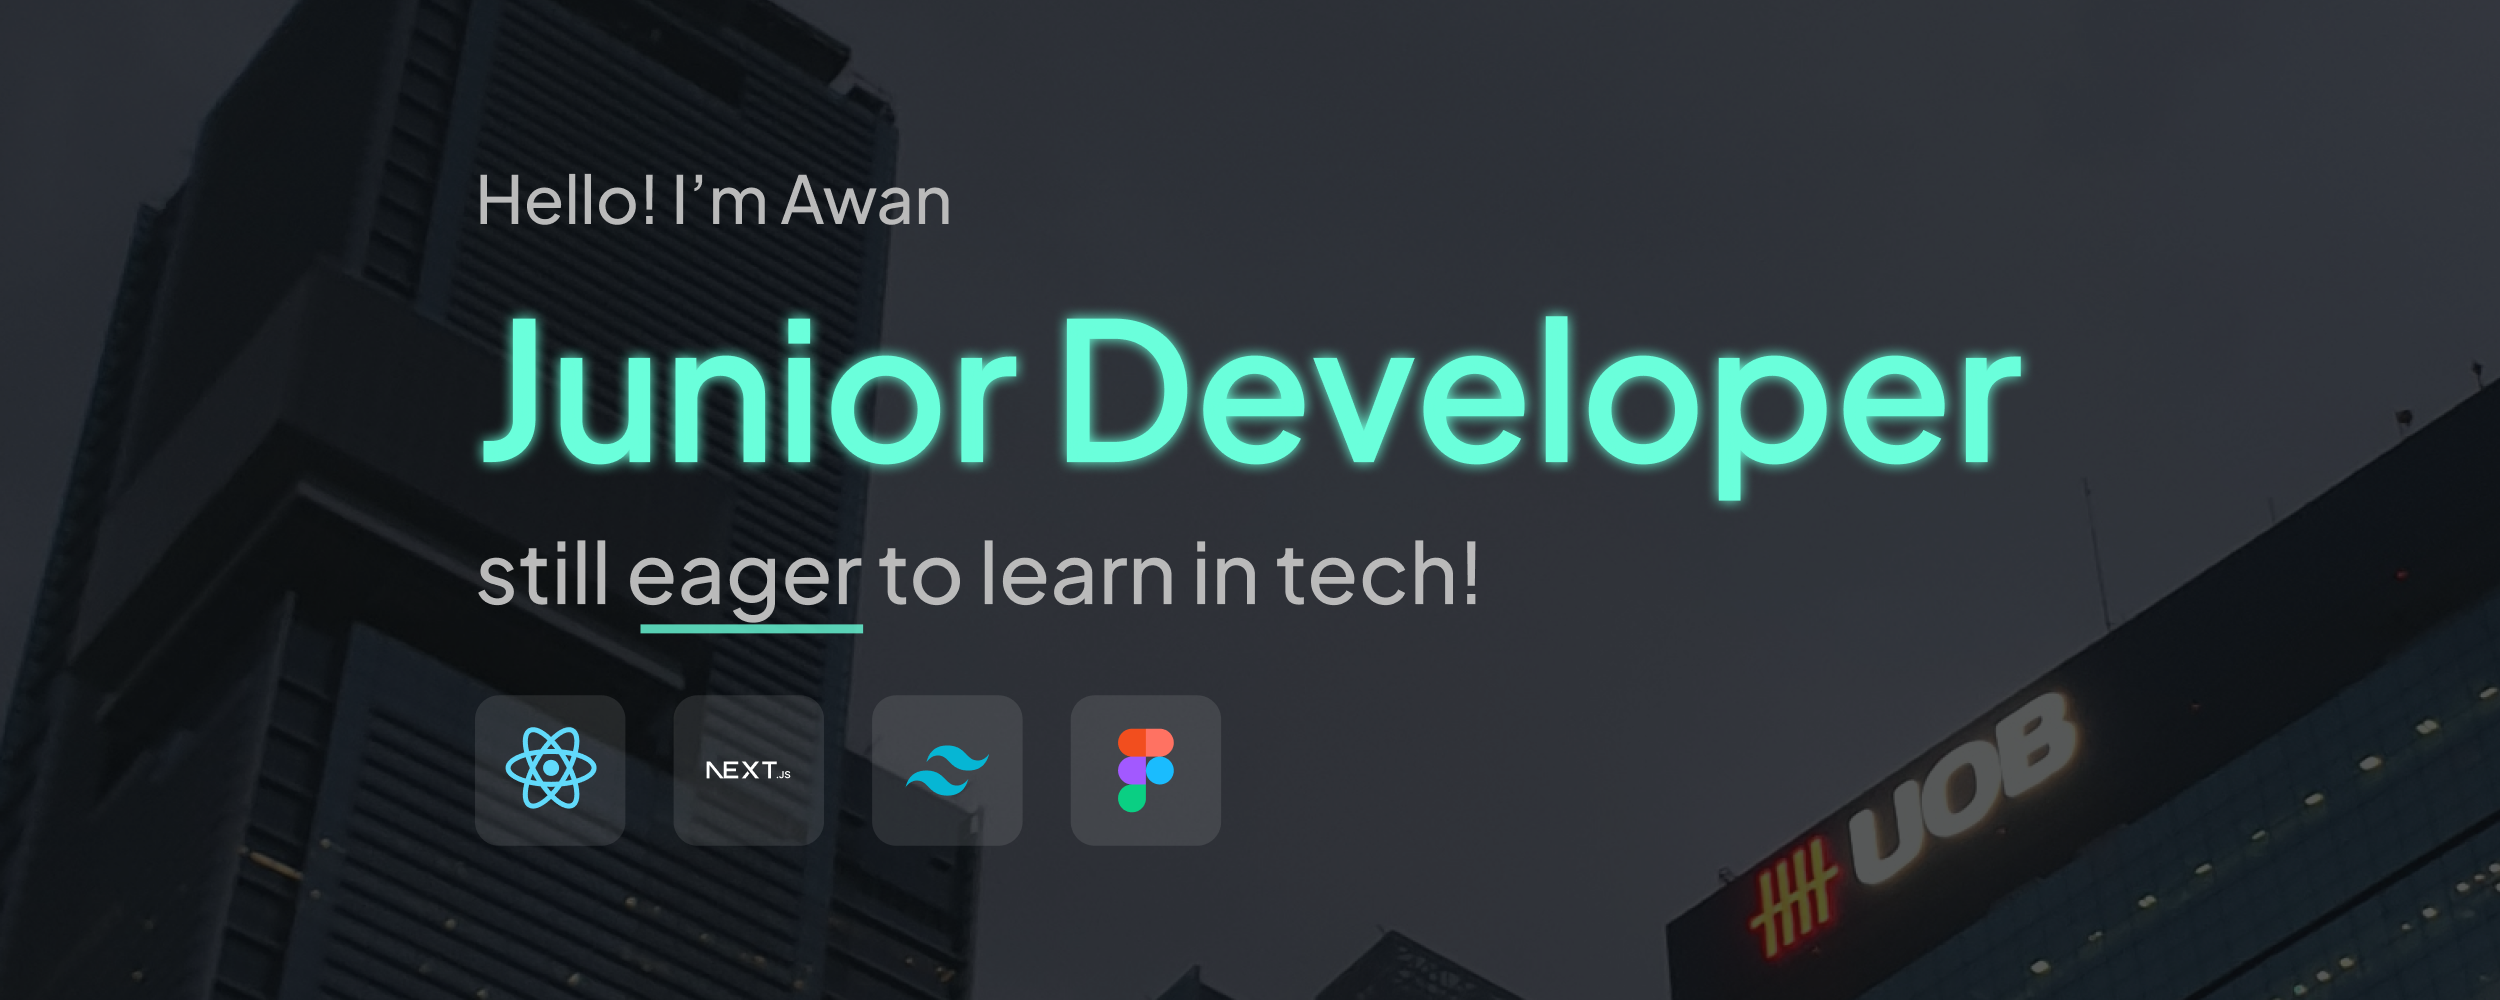 Hello! I’m Awan
Junior Developer
still eager to learn in tech!
NEXT.JS
UOB